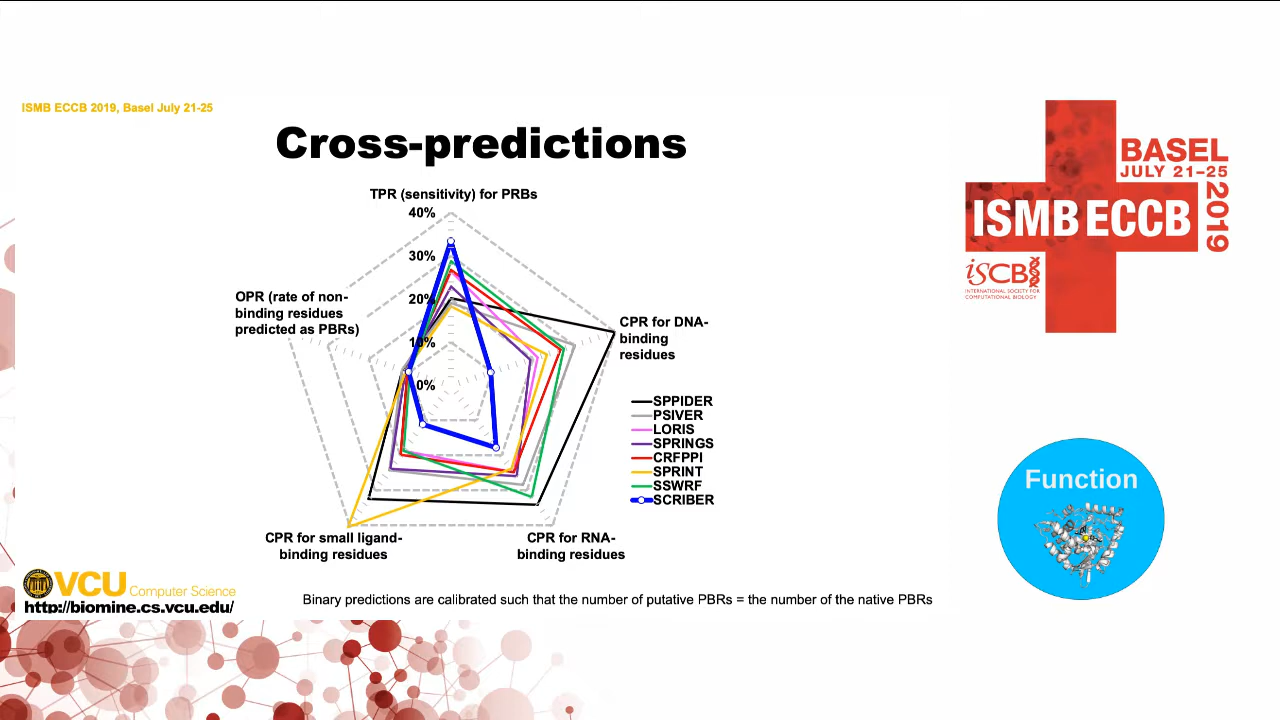 ISMB ECCB 2019, Basel July 21-25
Cross-predictions
TPR (sensitivity) for PRBs
40%
30%
20%
10%
0%
OPR (rate of non-
binding residues
predicted as PBRs)
CPR for DNA-
binding
residues
SPPIDER
PSIVER
LORIS
SPRINGS
CRFPPI
SPRINT
SSWRF
SCRIBER
CPR for small ligand-
binding residues
CPR for RNA-
binding residues
Binary predictions are calibrated such that the number of putative PBRs = the number of the native PBRs
VCU Computer Science
http://biomine.cs.vcu.edu/
BASEL
JULY 21–25
2019
ISMB ECCB
iSCB
INTERNATIONAL SOCIETY FOR
COMPUTATIONAL BIOLOGY
Function